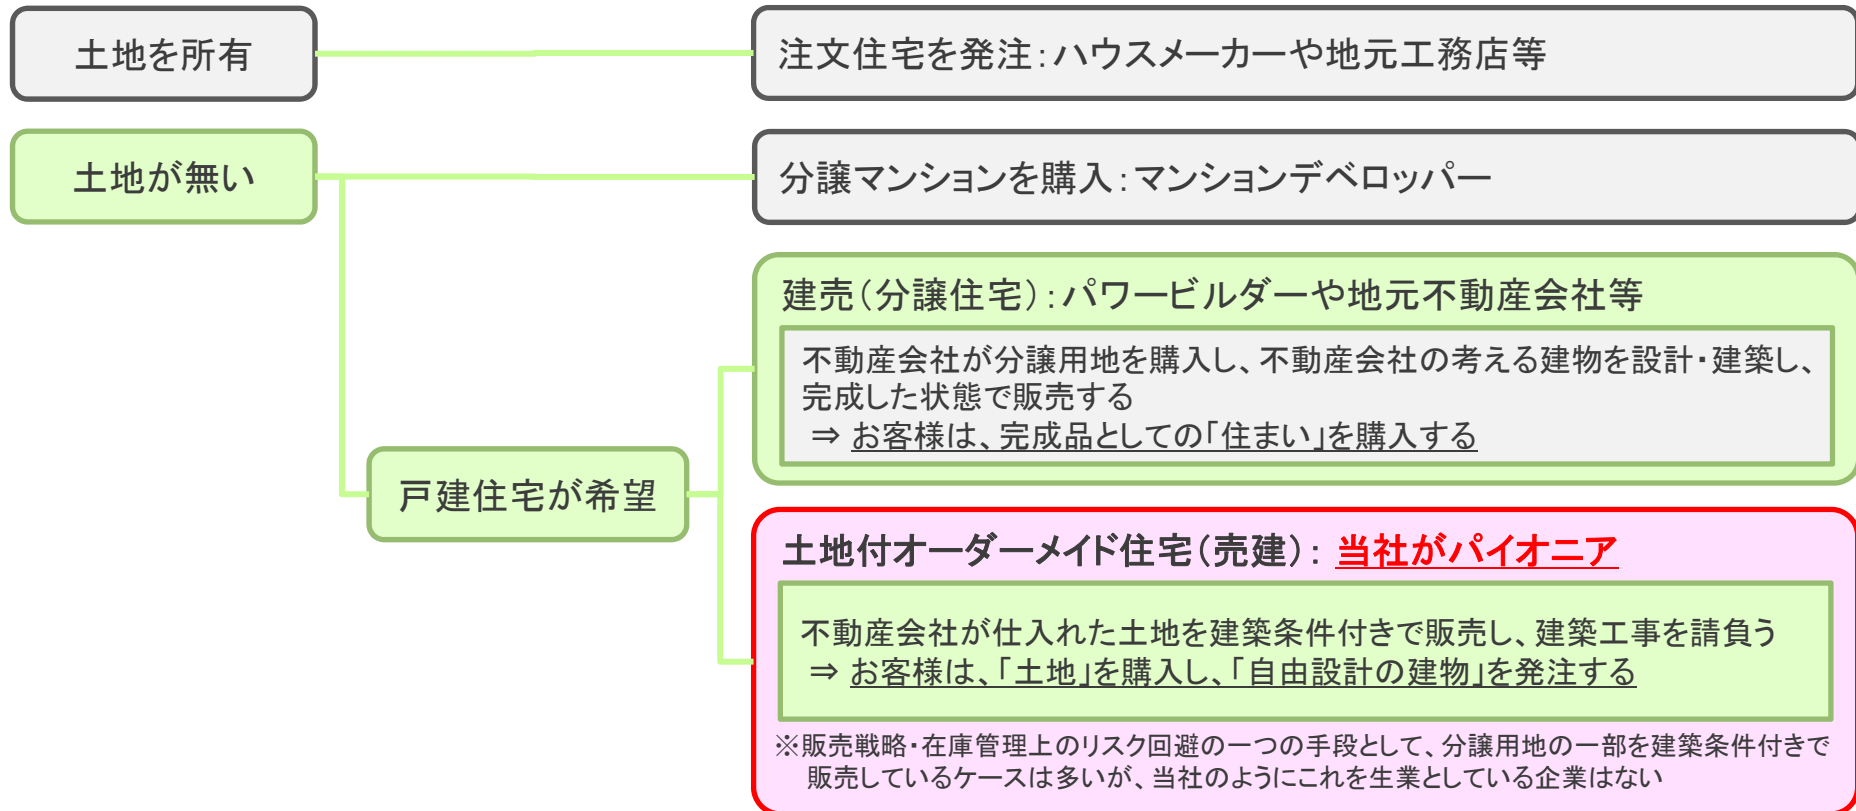 土地を所有
注文住宅を発注：ハウスメーカーや地元工務店等
土地が無い
分譲マンションを購入：マンションデベロッパー
建売（分譲住宅）：パワービルダーや地元不動産会社等
不動産会社が分譲用地を購入し、不動産会社の考える建物を設計・建築し、
完成した状態で販売する
⇒ お客様は、完成品としての「住まい」を購入する
戸建住宅が希望
土地付オーダーメイド住宅（売建）：当社がパイオニア
不動産会社が仕入れた土地を建築条件付きで販売し、建築工事を請負う
⇒ お客様は、「土地」を購入し、「自由設計の建物」を発注する
※販売戦略・在庫管理上のリスク回避の一つの手段として、分譲用地の一部を建築条件付きで
販売しているケースは多いが、当社のようにこれを生業としている企業はない